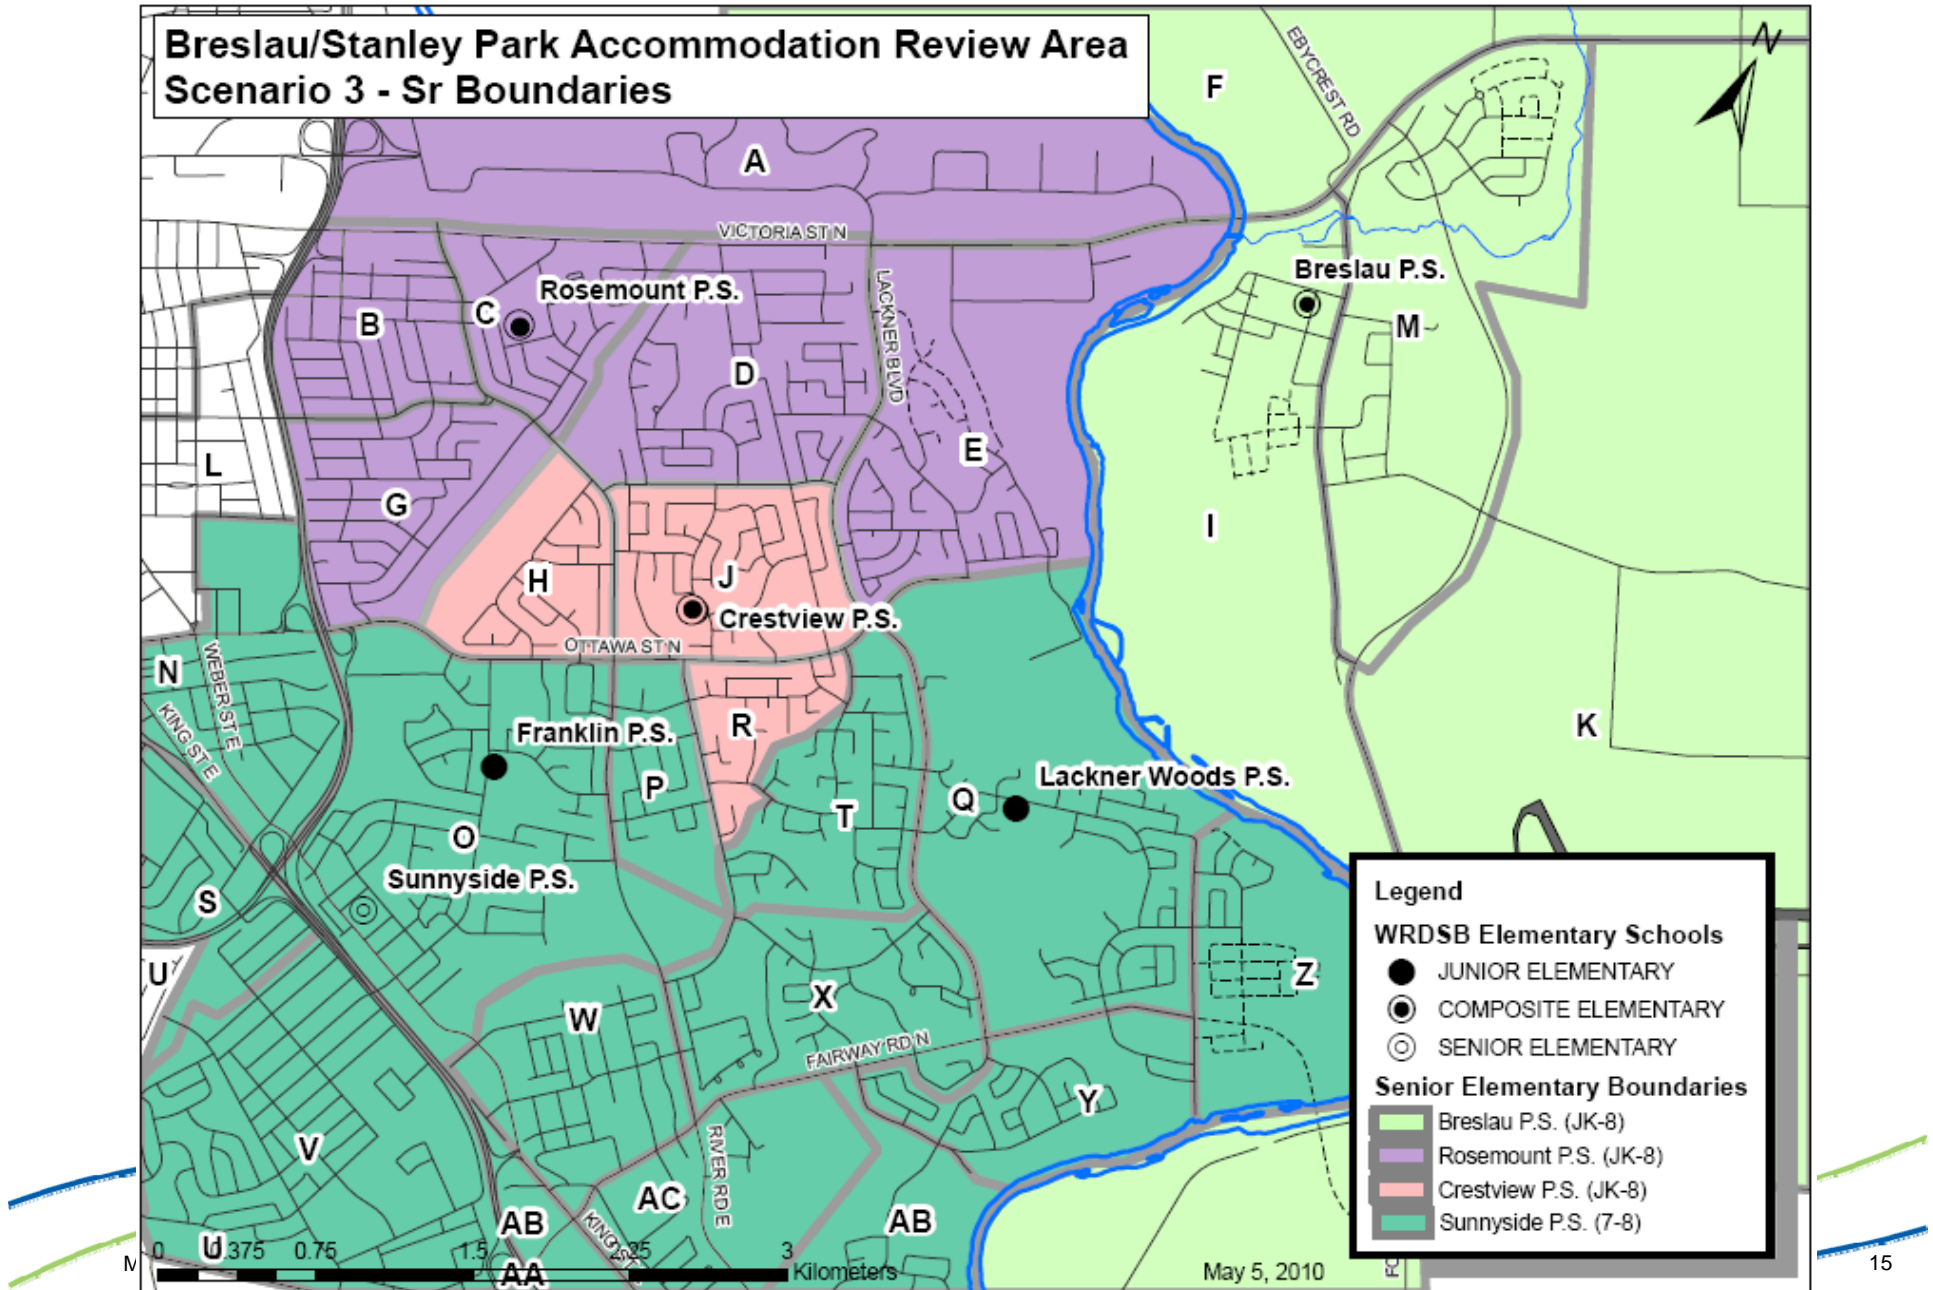 Breslau/Stanley Park Accommodation Review Area
Scenario 3 - Sr Boundaries
N
F
EBYCREST RD
A
VICTORIA ST N
Breslau P.S.
Rosemount P.S.
LACKNER BLVD
B
C
M
D
E
L
G
I
H
J
Crestview P.S.
OTTAWA ST N
N
WEBER ST E
KING ST E
Franklin P.S.
R
K
P
Lackner Woods P.S.
Q
T
O
Sunnyside P.S.
S
U
Z
X
W
FAIRWAY RD N
Y
V
RIVER RD E
AC
AB
AB
KING ST E
U
AA
0 0.375 0.75 1.5 2.25 3
Kilometers
May 5, 2010
Legend
WRDSB Elementary Schools
JUNIOR ELEMENTARY
COMPOSITE ELEMENTARY
SENIOR ELEMENTARY
Senior Elementary Boundaries
Breslau P.S. (JK-8)
Rosemount P.S. (JK-8)
Crestview P.S. (JK-8)
Sunnyside P.S. (7-8)
15